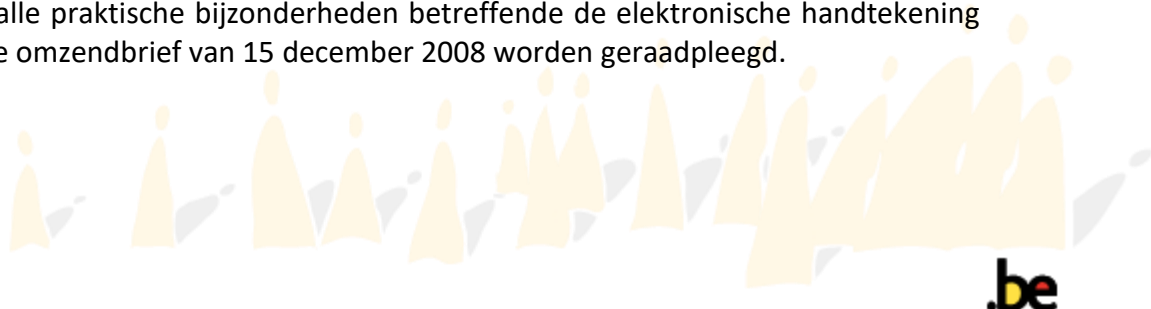 alle praktische bijzonderheden betreffende de elektronische handtekening
e omzendbrief van 15 december 2008 worden geraadpleegd.
.be